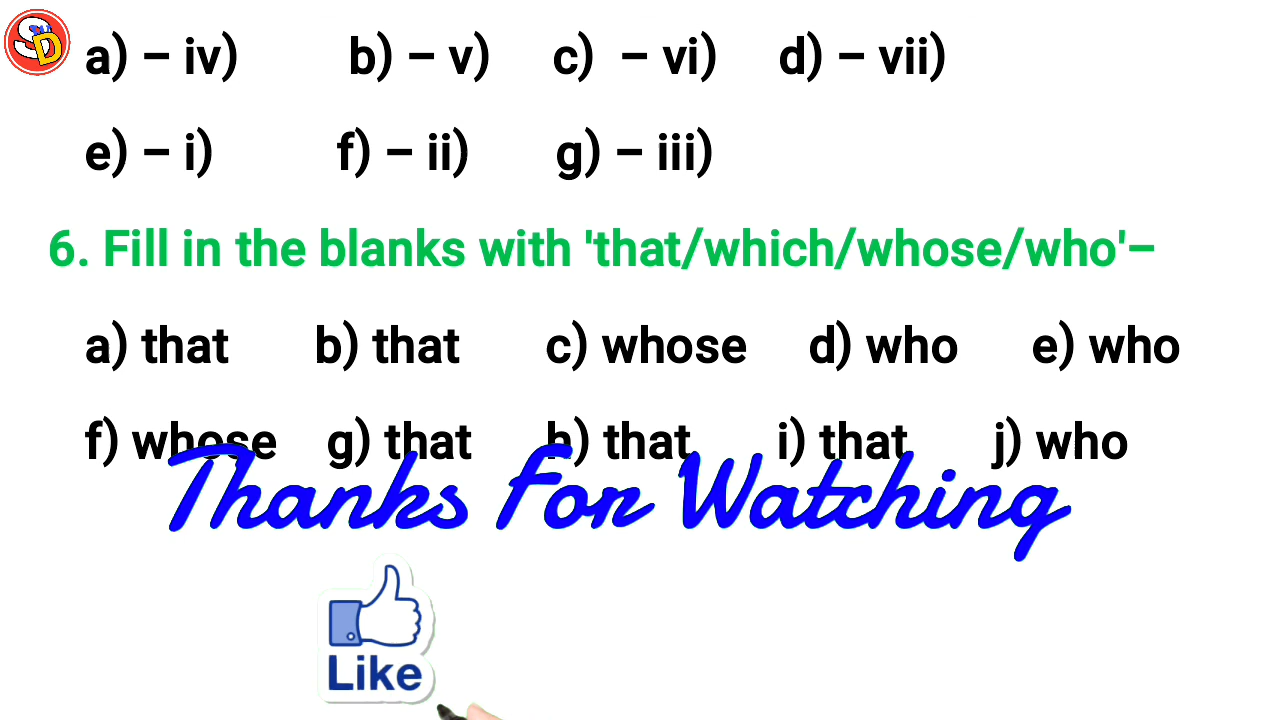 a) – iv) b) – v) c) – vi) d) – vii)
e) – i) f) – ii) g) – iii)
6. Fill in the blanks with 'that/which/whose/who'–
a) that b) that c) whose d) who e) who
f) whose g) that h) that i) that j) who
Thanks For Watching
Like